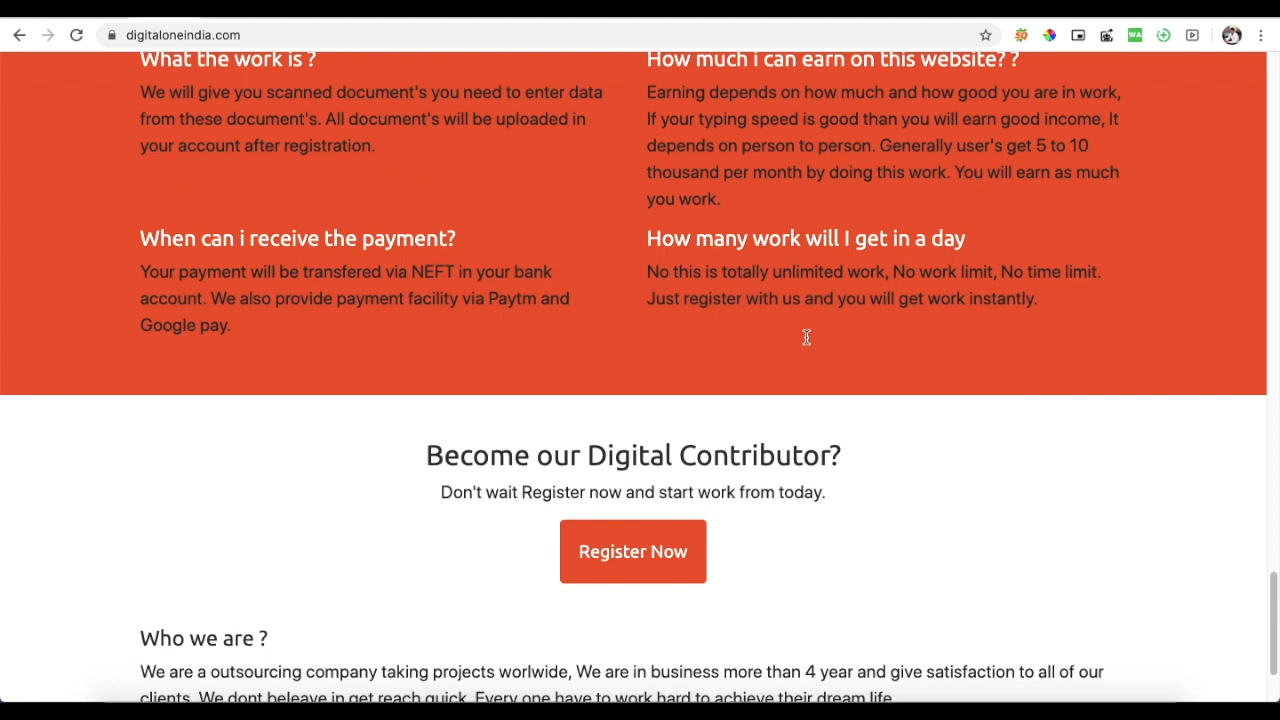 digitaloneindia.com
WA
What the work is ?
We will give you scanned document's you need to enter data
from these document's. All document's will be uploaded in
your account after registration.
How much i can earn on this website? ?
Earning depends on how much and how good you are in work,
If your typing speed is good than you will earn good income, It
depends on person to person. Generally user's get 5 to 10
thousand per month by doing this work. You will earn as much
you work.
When can i receive the payment?
Your payment will be transfered via NEFT in your bank
account. We also provide payment facility via Paytm and
Google pay.
How many work will I get in a day
No this is totally unlimited work, No work limit, No time limit.
Just register with us and you will get work instantly.
Become our Digital Contributor?
Don't wait Register now and start work from today.
Register Now
Who we are ?
We are a outsourcing company taking projects worlwide, We are in business more than 4 year and give satisfaction to all of our
clients. We dont beleave in get reach quick. Every one have to work hard to achieve their dream life.